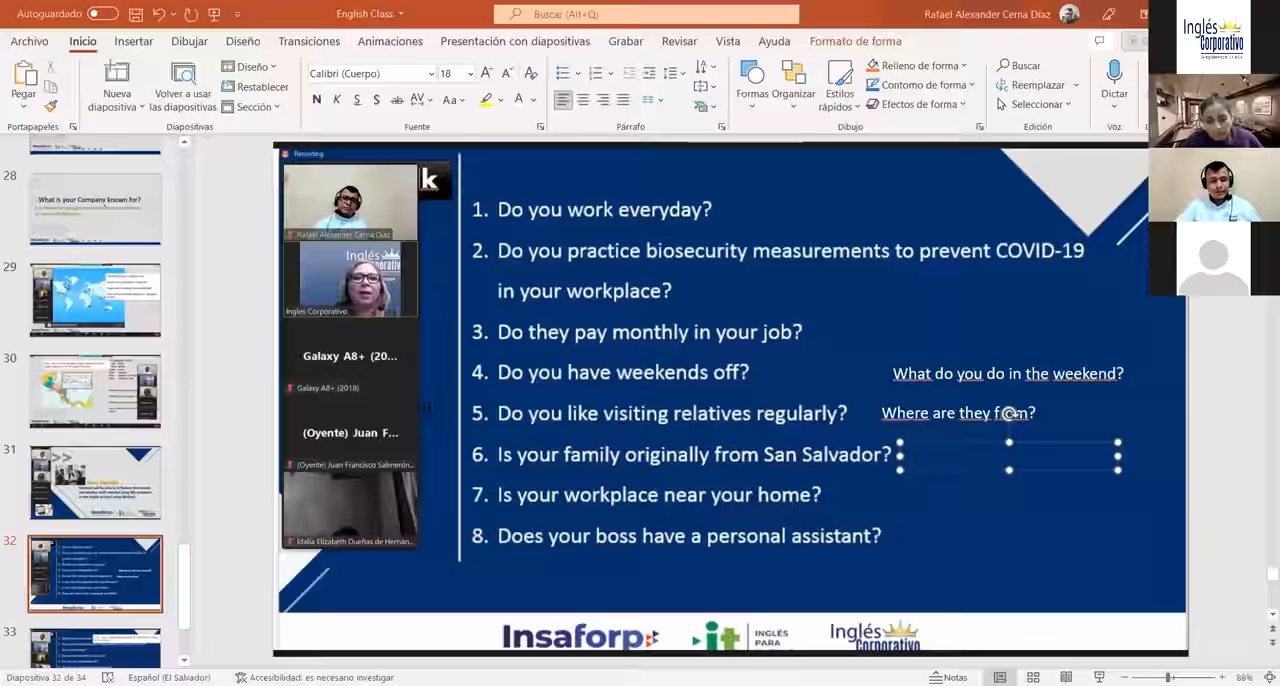 Autoguardado
English Class
Buscar (Alt+Q)
Rafael Alexander Cerna Díaz
Archivo Inicio Insertar Dibujar Diseño Transiciones Animaciones Presentación con diapositivas Grabar Revisar Vista Ayuda Formato de forma
Pegar
Nueva diapositiva
Volver a usar las diapositivas
Diseño
Restablecer
Sección
Calibri (Cuerpo) 18
N K S S ab AV Aa A
Formas Organizar Estilos rápidos
Relleno de forma
Contorno de forma
Efectos de forma
Buscar
Reemplazar
Seleccionar
Dictar
Portapapeles Diapositivas Fuente Párrafo Dibujo Edición Voz
Inglés
Corporativo
28
What is your Company known for?
29
30
31
32
33
Recording
k
Rafael Alexander Cerna Díaz
Inglés
Ingles Corporativo
Galaxy A8+ (20...
Galaxy A8+ (2018)
(Oyente) Juan F...
(Oyente) Juan Francisco Salmerón...
Idalia Elizabeth Dueñas de Hernán...
1. Do you work everyday?
2. Do you practice biosecurity measurements to prevent COVID-19
in your workplace?
3. Do they pay monthly in your job?
4. Do you have weekends off?
What do you do in the weekend?
5. Do you like visiting relatives regularly?
Where are they from?
6. Is your family originally from San Salvador?
7. Is your workplace near your home?
8. Does your boss have a personal assistant?
nsaforp
it
INGLÉS
PARA
Inglés
Corporativo
Diapositiva 32 de 34
Español (El Salvador)
Accesibilidad: es necesario investigar
Notas
86%